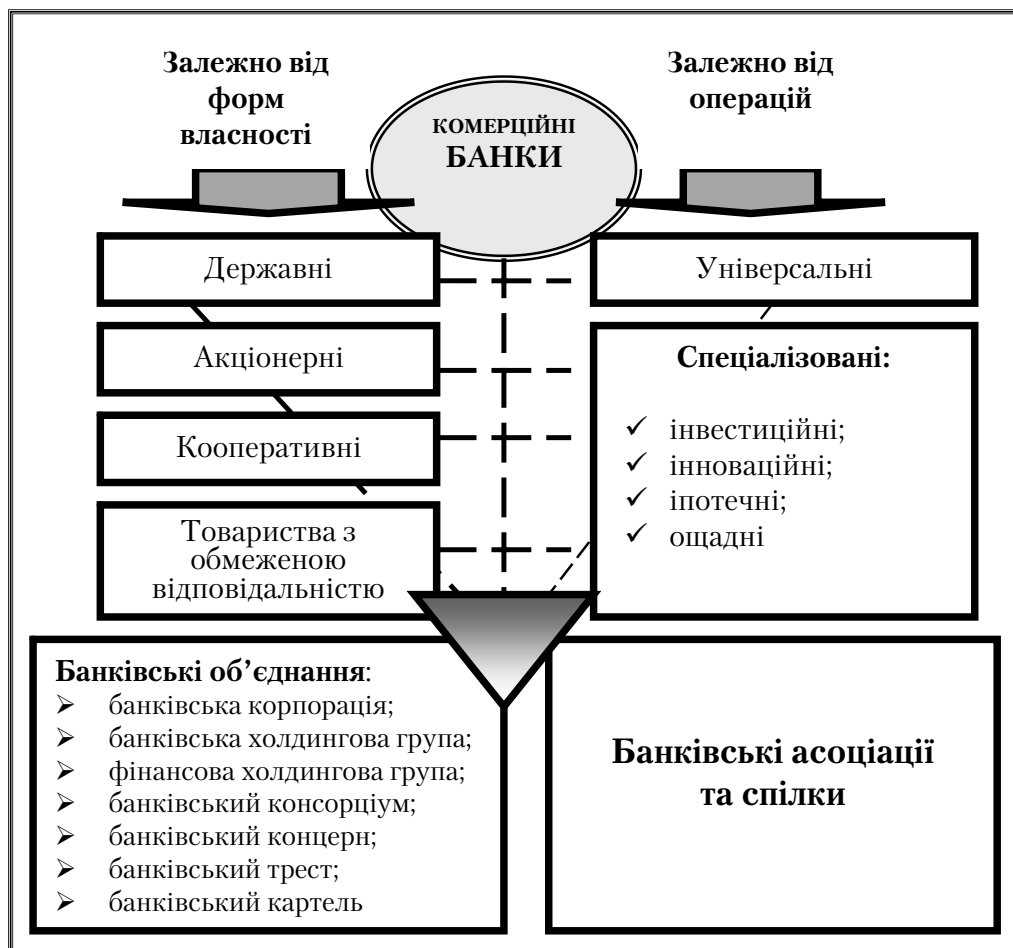 Залежно від
форм
власності
КОМЕРЦІЙНІ
БАНКИ
Залежно від
операцій
Державні
Акціонерні
Кооперативні
Товариства з
обмеженою
відповідальністю
Універсальні
Спеціалізовані:
✓ інвестиційні;
✓ інноваційні;
✓ іпотечні;
✓ ощадні
Банківські об’єднання:
➢ банківська корпорація;
➢ банківська холдингова група;
➢ фінансова холдингова група;
➢ банківський консорціум;
➢ банківський концерн;
➢ банківський трест;
➢ банківський картель
Банківські асоціації
та спілки